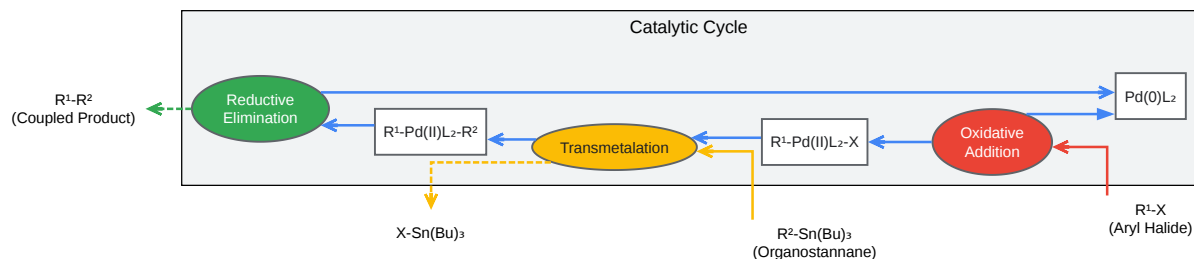 Catalytic Cycle
R¹-R²
(Coupled Product)
Reductive
Elimination
R¹-Pd(II)L₂-R²
Transmetalation
R¹-Pd(II)L₂-X
Oxidative
Addition
Pd(0)L₂
X-Sn(Bu)₃
R²-Sn(Bu)₃
(Organostannane)
R¹-X
(Aryl Halide)